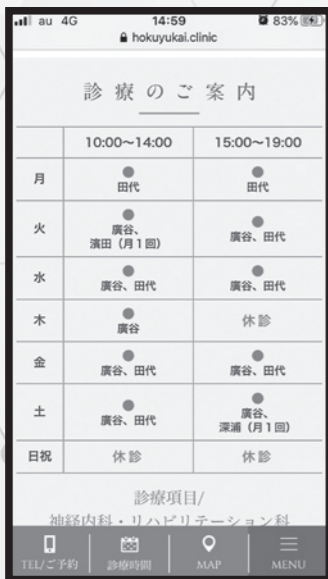 au 4G 14:59 83%
hokuyukai.clinic
診療のご案内
10:00〜14:00 15:00〜19:00
月 田代 田代
火 廣谷、 廣谷、田代
濱田（月1回）
水 廣谷、田代 廣谷、田代
木 廣谷 休診
金 廣谷、田代 廣谷、田代
土 廣谷、田代 廣谷、
深浦（月1回）
日祝 休診 休診
診療項目/
神経内科・リハビリテーション科
TEL/ご予約 診療時間 MAP MENU